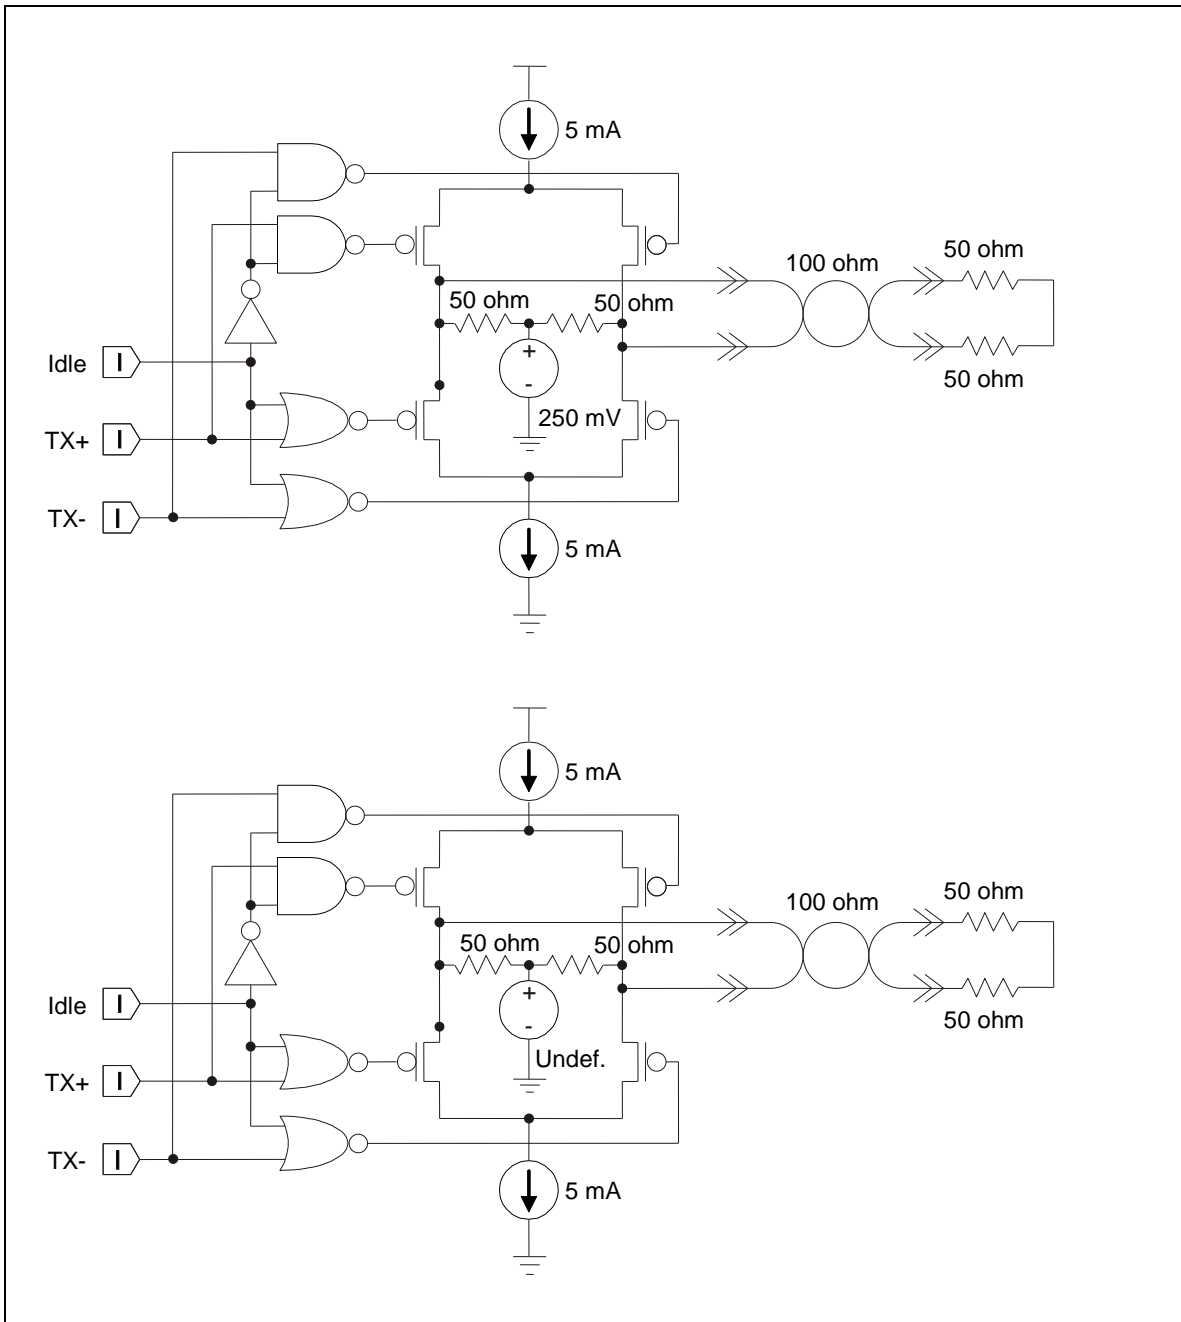 5 mA
50 ohm
100 ohm
50 ohm 50 ohm
Idle I
50 ohm
+
-
250 mV
TX+ I
TX- I
5 mA
5 mA
50 ohm
100 ohm
50 ohm 50 ohm
Idle I
50 ohm
+
-
Undef.
TX+ I
TX- I
5 mA